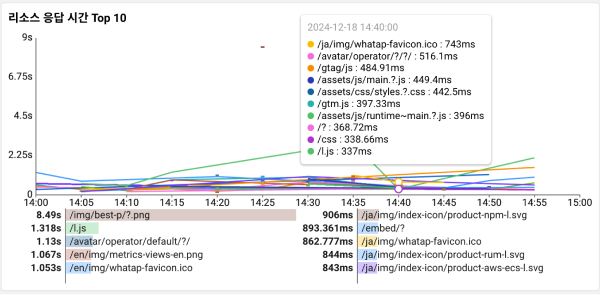 리소스 응답 시간 Top 10
9s
6.75s
4.5s
2.25s
0
14:00 14:05 14:10 14:15 14:20 14:25 14:30 14:35 14:40 14:45 14:50 14:55 15:00
2024-12-18 14:40:00
/ja/img/whatap-favicon.ico : 743ms
/avatar/operator/?/?/ : 516.1ms
/gtag/js : 484.91ms
/assets/js/main.?.js : 449.4ms
/assets/css/styles.?.css : 442.5ms
/gtm.js : 397.33ms
/assets/js/runtime~main.?.js : 396ms
/? : 368.72ms
/css : 338.66ms
/l.js : 337ms
8.49s /img/best-p/?.png
1.318s /l.js
1.13s /avatar/operator/default/?/
1.067s /en/img/metrics-views-en.png
1.053s /en/img/whatap-favicon.ico
906ms /ja/img/index-icon/product-npm-l.svg
893.361ms /embed/?
862.777ms /ja/img/whatap-favicon.ico
844ms /ja/img/index-icon/product-rum-l.svg
843ms /ja/img/index-icon/product-aws-ecs-l.svg